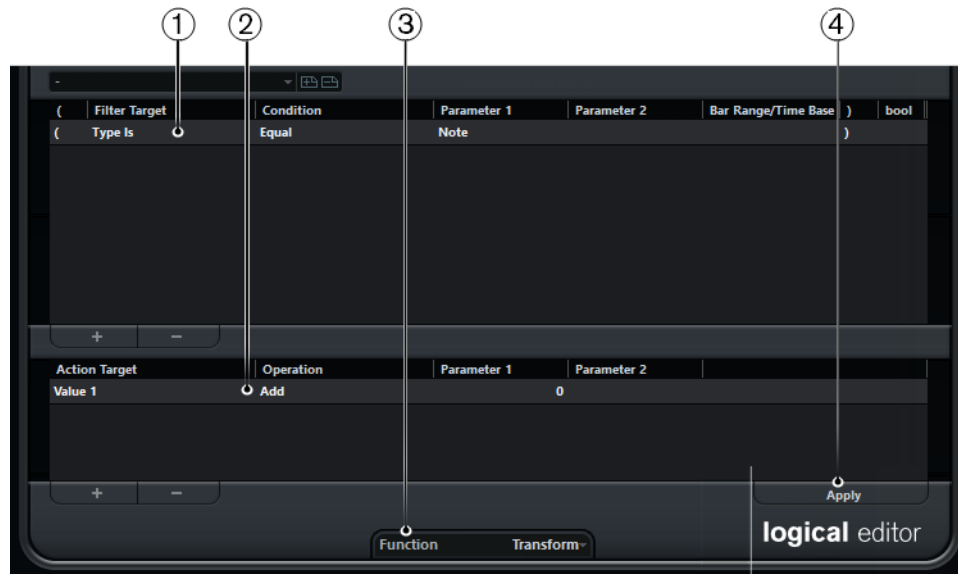 1 2 3 4
-
( Filter Target Condition Parameter 1 Parameter 2 Bar Range/Time Base ) bool
( Type Is Equal Note )
+ −
Action Target Operation Parameter 1 Parameter 2
Value 1 Add 0
+ −
Apply
logical editor
Function Transform